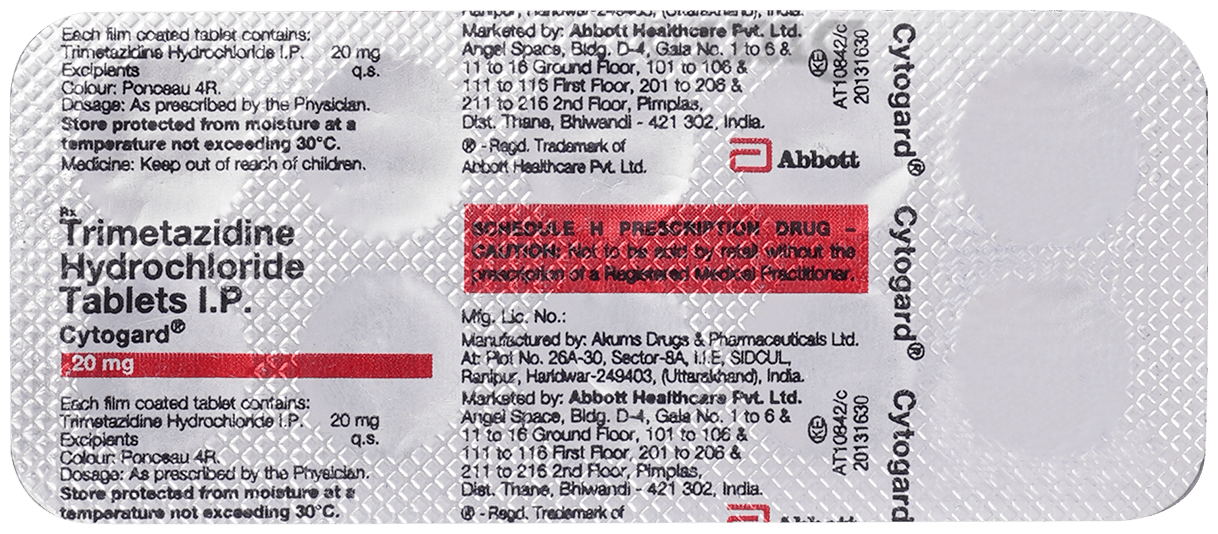 Each film coated tablet contains:
Trimetazidine Hydrochloride I.P. 20 mg
Excipients q.s.
Colour: Ponceau 4R.
Dosage: As prescribed by the Physician.
Store protected from moisture at a
temperature not exceeding 30°C.
Medicine: Keep out of reach of children.
Rx
Trimetazidine
Hydrochloride
Tablets I.P.
Cytogard®
20 mg
Each film coated tablet contains:
Trimetazidine Hydrochloride I.P. 20 mg
Excipients q.s.
Colour: Ponceau 4R.
Dosage: As prescribed by the Physician.
Store protected from moisture at a
temperature not exceeding 30°C.
Ranipur, Haridwar-249403, (Uttarakhand), India.
Marketed by: Abbott Healthcare Pvt. Ltd.
Angel Space, Bldg. D-4, Gala No. 1 to 6 &
11 to 16 Ground Floor, 101 to 106 &
111 to 116 First Floor, 201 to 206 &
211 to 216 2nd Floor, Pimplas,
Dist. Thane, Bhiwandi - 421 302, India.
® - Regd. Trademark of
Abbott Healthcare Pvt. Ltd.
Abbott
SCHEDULE H PRESCRIPTION DRUG -
CAUTION: Not to be sold by retail without the
prescription of a Registered Medical Practitioner.
Mfg. Lic. No.:
Manufactured by: Akums Drugs & Pharmaceuticals Ltd.
At: Plot No. 26A-30, Sector-8A, I.I.E, SIDCUL,
Ranipur, Haridwar-249403, (Uttarakhand), India.
Marketed by: Abbott Healthcare Pvt. Ltd.
Angel Space, Bldg. D-4, Gala No. 1 to 6 &
11 to 16 Ground Floor, 101 to 106 &
111 to 116 First Floor, 201 to 206 &
211 to 216 2nd Floor, Pimplas,
Dist. Thane, Bhiwandi - 421 302, India.
® - Regd. Trademark of
Abbott
KE
AT10842/c
20131630
KE
AT10842/c
20131630
Cytogard®
Cytogard®
Cytogard